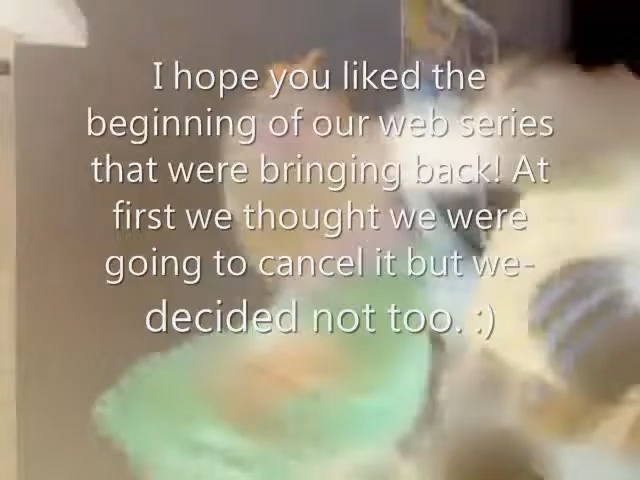 I hope you liked the
beginning of our web series
that were bringing back! At
first we thought we were
going to cancel it but we-
decided not too. :)